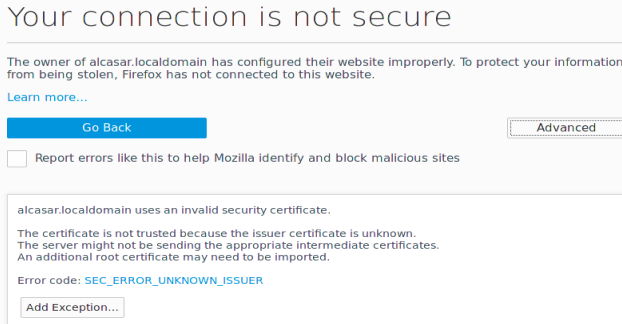 Your connection is not secure
The owner of alcasar.localdomain has configured their website improperly. To protect your information
from being stolen, Firefox has not connected to this website.
Learn more...
Go Back
Advanced
Report errors like this to help Mozilla identify and block malicious sites
alcasar.localdomain uses an invalid security certificate.
The certificate is not trusted because the issuer certificate is unknown.
The server might not be sending the appropriate intermediate certificates.
An additional root certificate may need to be imported.
Error code: SEC_ERROR_UNKNOWN_ISSUER
Add Exception...